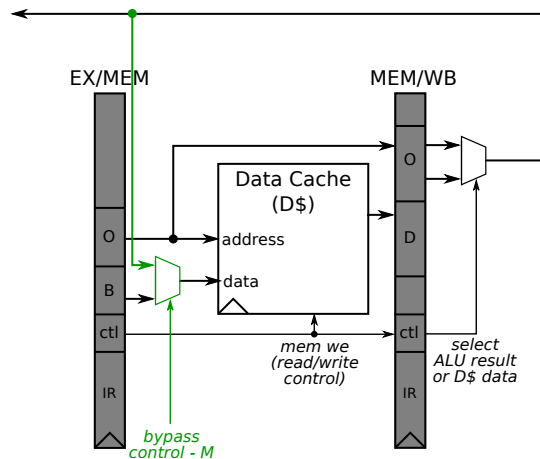 EX/MEM
MEM/WB
O
B
ctl
IR
Data Cache
(D$)
address
data
O
D
ctl
IR
mem we
(read/write
control)
select
ALU result
or D$ data
bypass
control - M